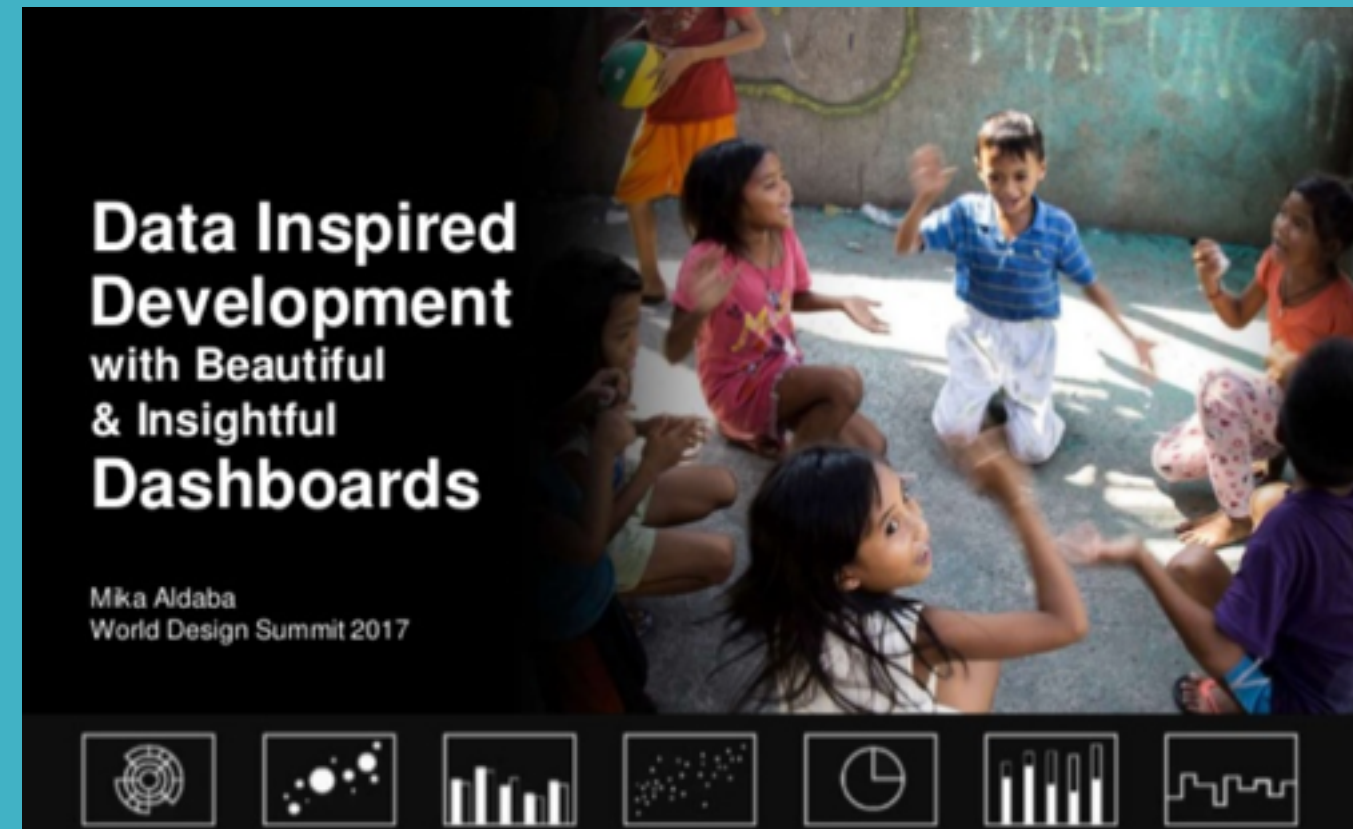 Data Inspired
Development
with Beautiful
& Insightful
Dashboards
Mika Aldaba
World Design Summit 2017